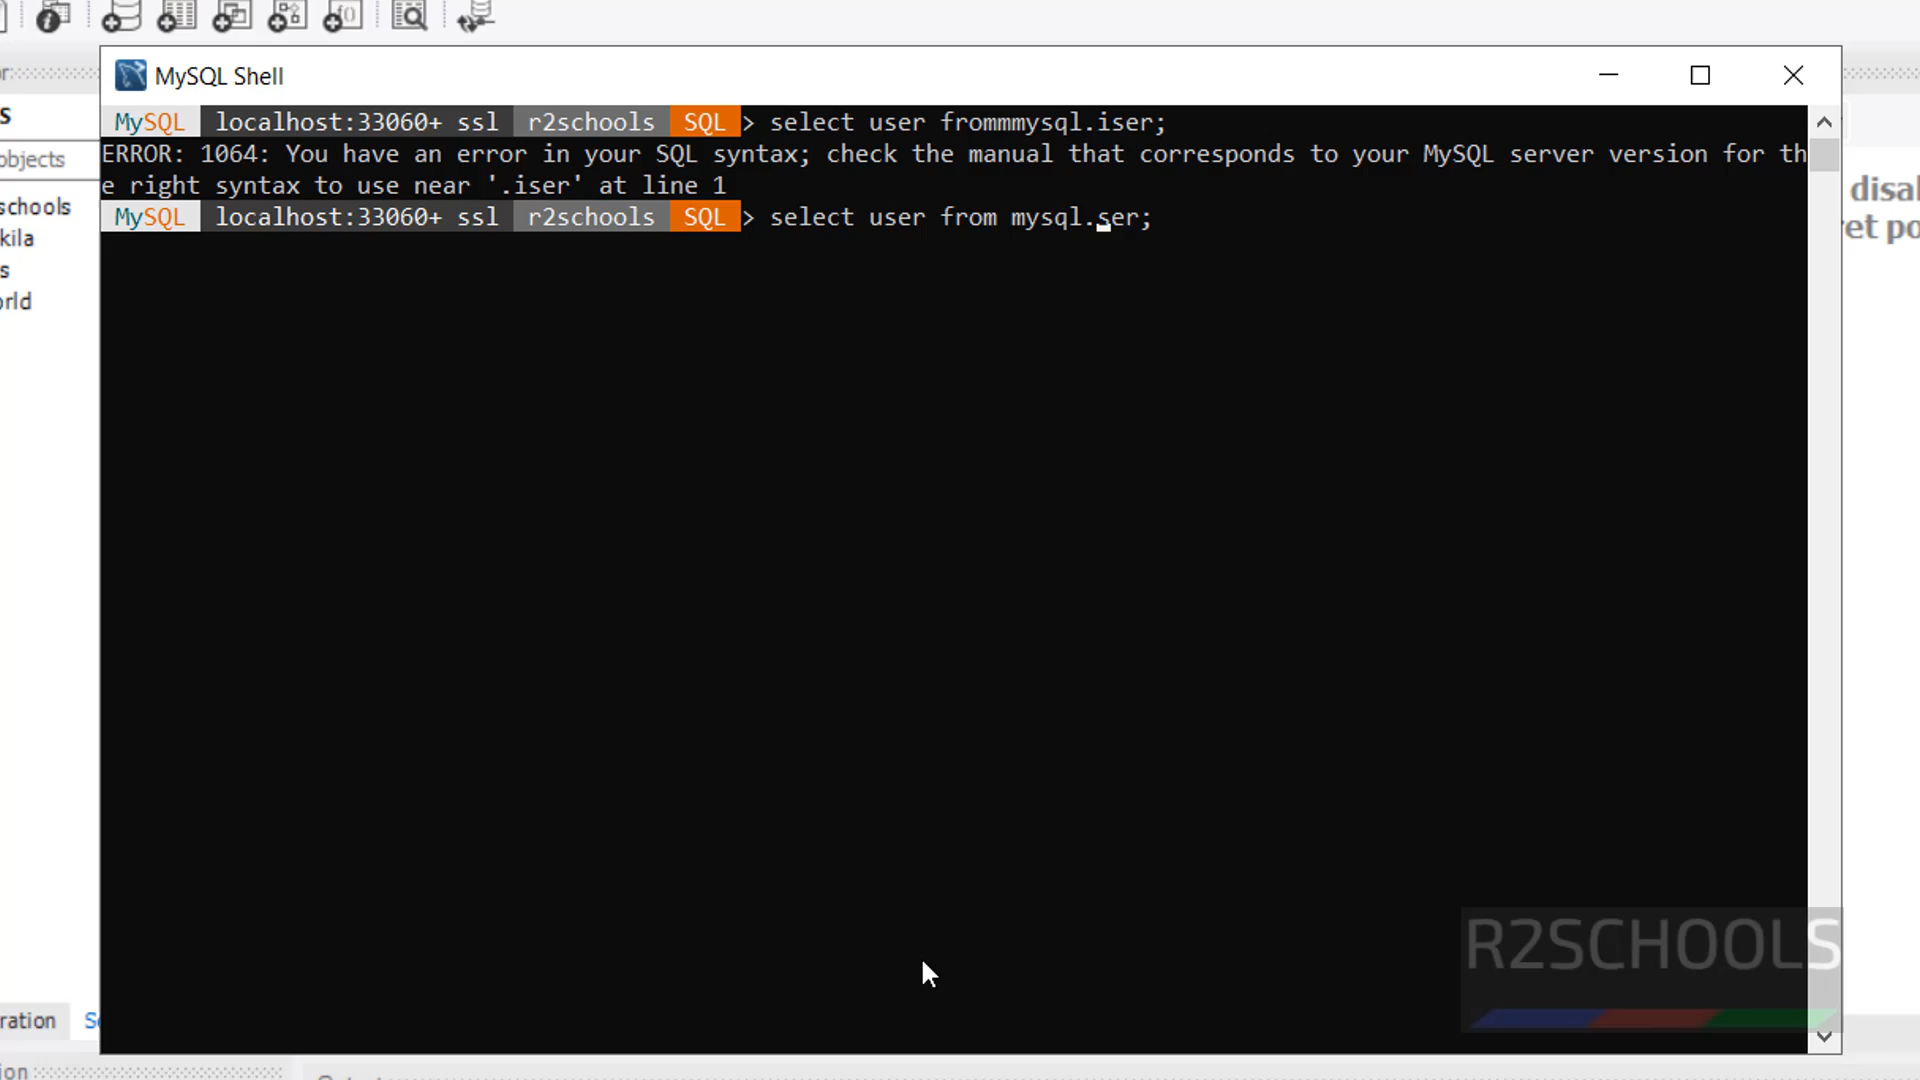 MySQL Shell
MySQL localhost:33060+ ssl r2schools SQL > select user frommmysql.iser;
ERROR: 1064: You have an error in your SQL syntax; check the manual that corresponds to your MySQL server version for th
e right syntax to use near '.iser' at line 1
MySQL localhost:33060+ ssl r2schools SQL > select user from mysql.ser;
objects
schools
kila
s
orld
disal
ret po
R2SCHOOLS
ration